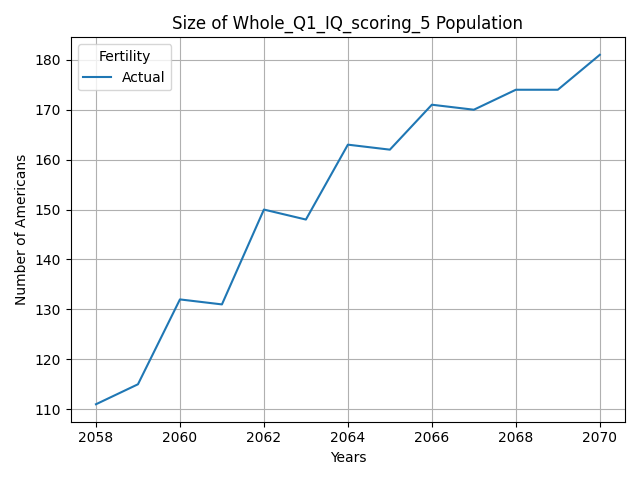 Size of Whole_Q1_IQ_scoring_5 Population
Fertility
Actual
Number of Americans
180
170
160
150
140
130
120
110
2058 2060 2062 2064 2066 2068 2070
Years